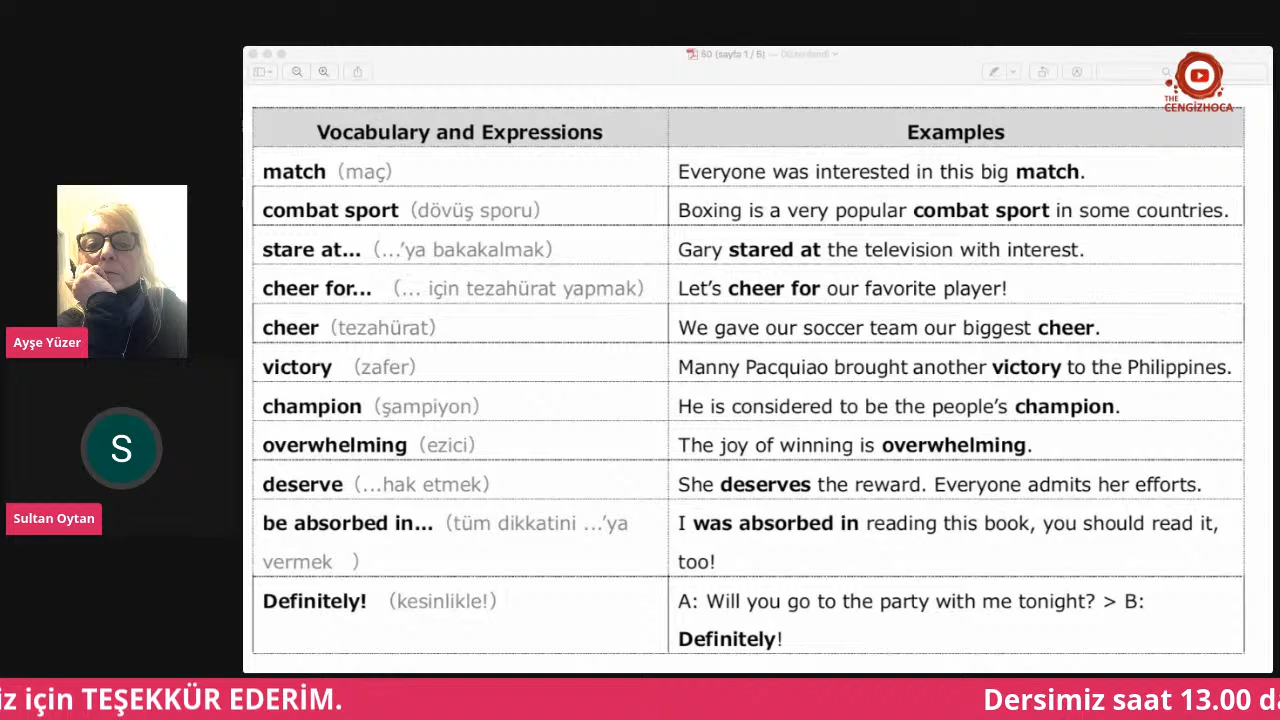 60 (sayfa 1 / 6) — Düzenlendi
THE
CENGİZHOCA
Vocabulary and Expressions Examples
match (maç) Everyone was interested in this big match.
combat sport (dövüş sporu) Boxing is a very popular combat sport in some countries.
stare at... (...’ya bakakalmak) Gary stared at the television with interest.
cheer for... (... için tezahürat yapmak) Let’s cheer for our favorite player!
cheer (tezahürat) We gave our soccer team our biggest cheer.
victory (zafer) Manny Pacquiao brought another victory to the Philippines.
champion (şampiyon) He is considered to be the people’s champion.
overwhelming (ezici) The joy of winning is overwhelming.
deserve (...hak etmek) She deserves the reward. Everyone admits her efforts.
be absorbed in... (tüm dikkatini ...’ya I was absorbed in reading this book, you should read it,
vermek ) too!
Definitely! (kesinlikle!) A: Will you go to the party with me tonight? > B:
Definitely!
Ayşe Yüzer
S
Sultan Oytan
iz için TEŞEKKÜR EDERİM. Dersimiz saat 13.00 da